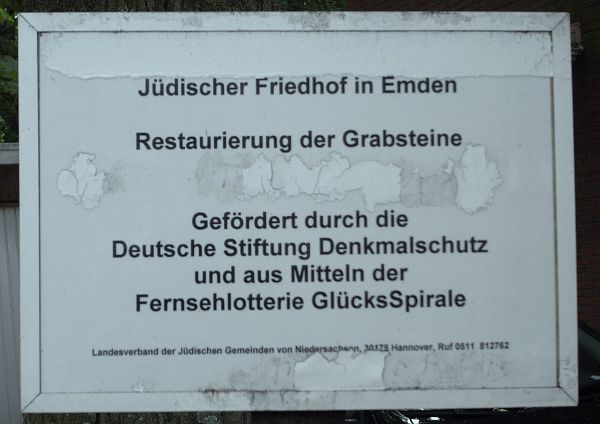 Jüdischer Friedhof in Emden
Restaurierung der Grabsteine
Gefördert durch die
Deutsche Stiftung Denkmalschutz
und aus Mitteln der
Fernsehlotterie GlücksSpirale
Landesverband der Jüdischen Gemeinden von Niedersachsen, 30175 Hannover, Ruf 0511 812762